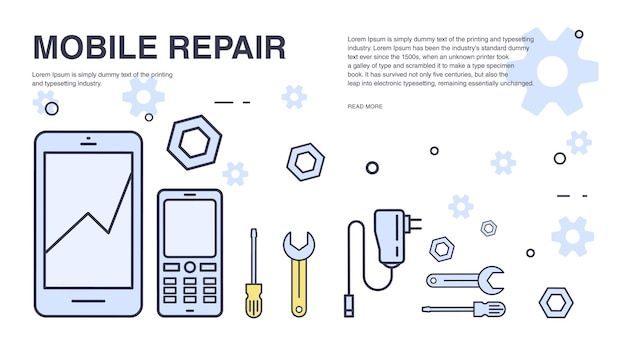 MOBILE REPAIR
Lorem Ipsum is simply dummy text of the printing
and typesetting industry.
Lorem Ipsum is simply dummy text of the printing and typesetting
industry. Lorem Ipsum has been the industry's standard dummy
text ever since the 1500s, when an unknown printer took
a galley of type and scrambled it to make a type
specimen book. It has survived not only five centuries, but also the
leap into electronic typesetting, remaining essentially unchanged.
READ MORE